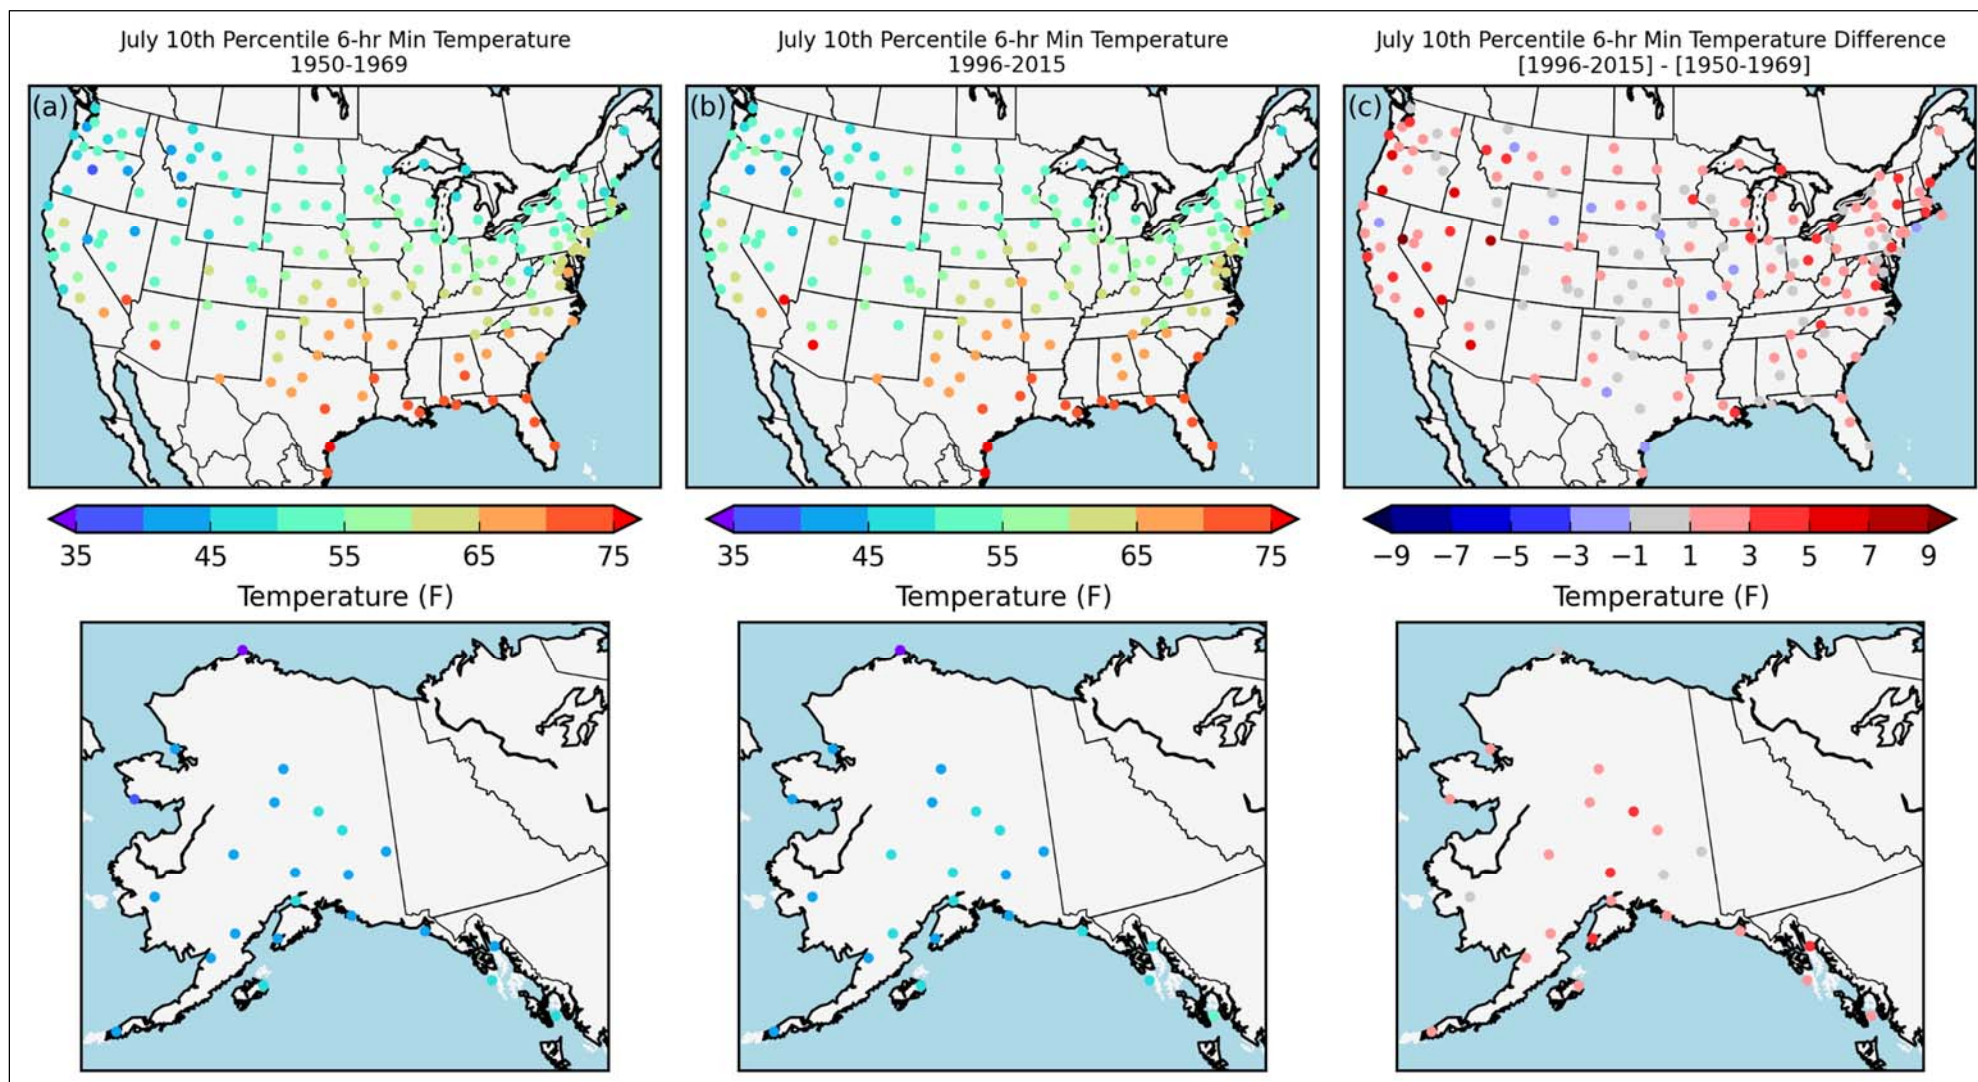 July 10th Percentile 6-hr Min Temperature
1950-1969
(a)
35 45 55 65 75
Temperature (F)
July 10th Percentile 6-hr Min Temperature
1996-2015
(b)
35 45 55 65 75
Temperature (F)
July 10th Percentile 6-hr Min Temperature Difference
[1996-2015] - [1950-1969]
(c)
−9 −7 −5 −3 −1 1 3 5 7 9
Temperature (F)